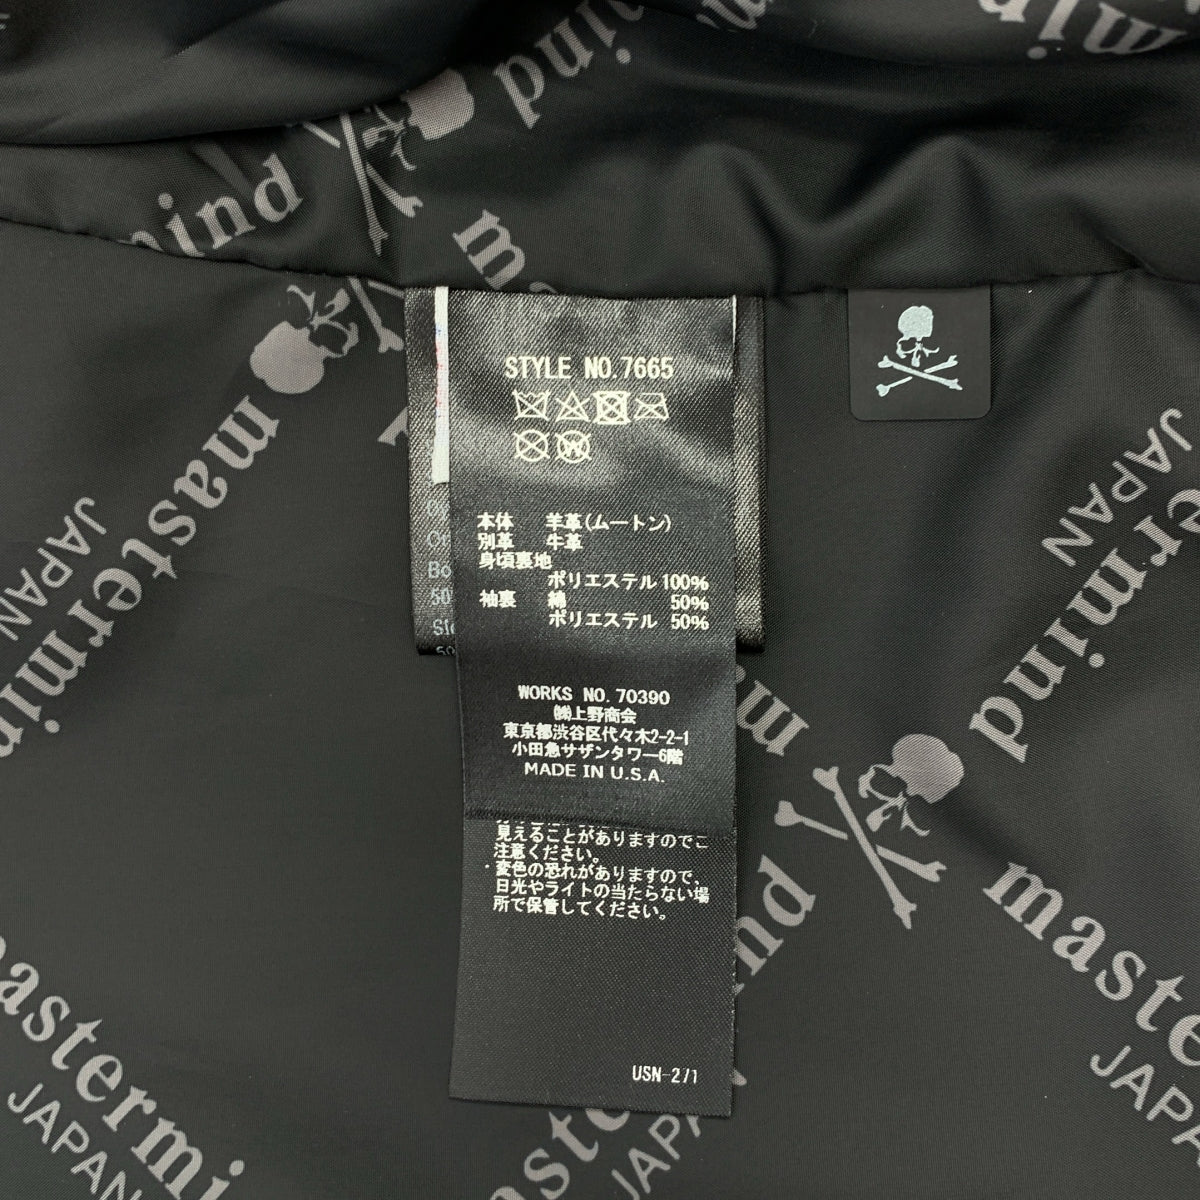 mind
mind
mastermind
JAPAN
STYLE NO.7665
本体 羊革(ムートン)
別革 牛革
身頃裏地
ポリエステル 100%
袖裏 綿 50%
ポリエステル 50%
WORKS NO. 70390
㈱上野商会
東京都渋谷区代々木2-2-1
小田急サザンタワー6階
MADE IN U.S.A.
見えることがありますのでご
注意ください。
・変色の恐れがありますので、
日光やライトの当たらない場
所で保管してください。
USN-271
JAPAN
mastermi
JAPAN
JAPAN